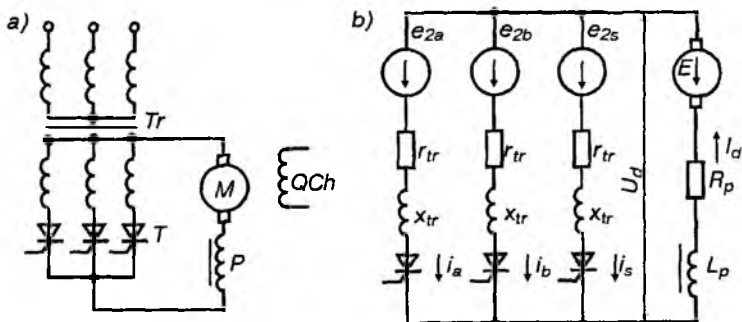 a)
Tr
M
QCh
T
P
b)
e2a
e2b
e2s
E
rtr
rtr
rtr
Ud
Id
Rp
xtr
xtr
xtr
ia
ib
is
Lp